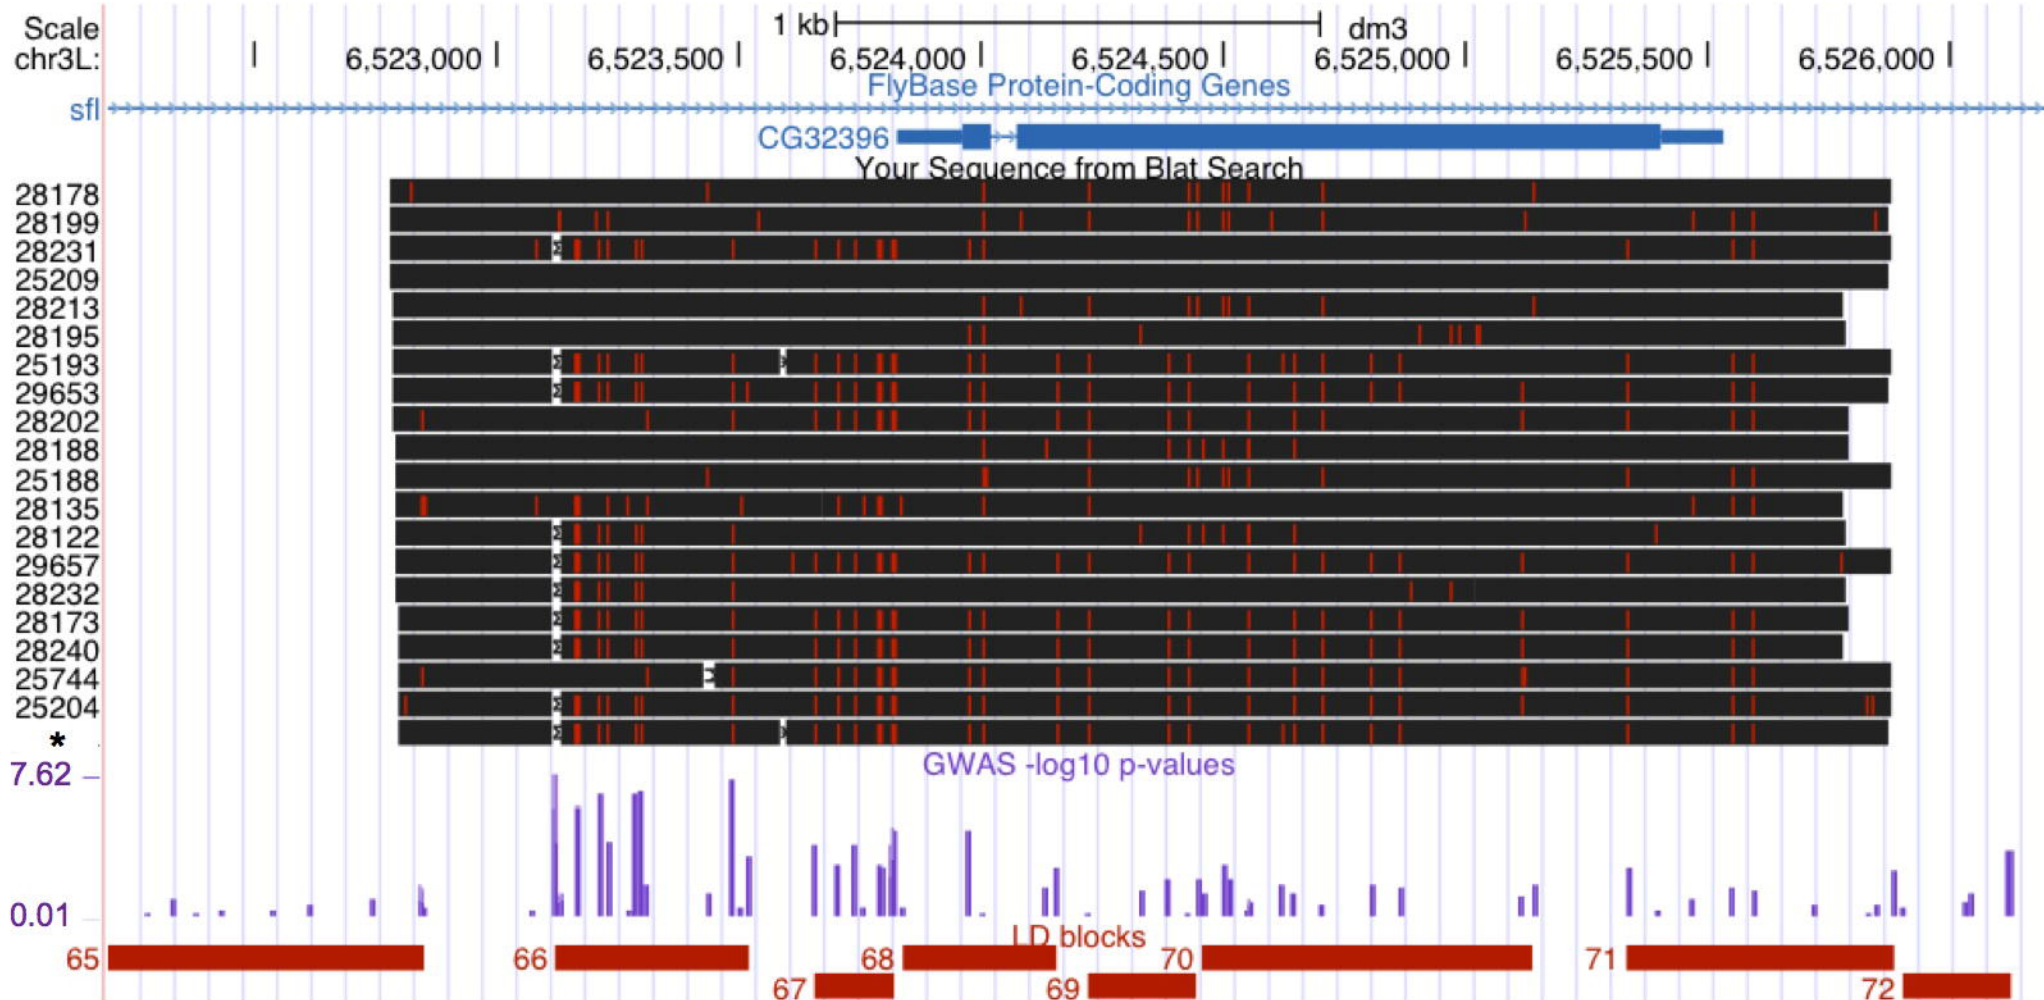 Scale 1 kb dm3
chr3L: 6,523,000 6,523,500 6,524,000 6,524,500 6,525,000 6,525,500 6,526,000
FlyBase Protein-Coding Genes
sfl
CG32396
Your Sequence from Blat Search
28178
28199
28231
25209
28213
28195
25193
29653
28202
28188
25188
28135
28122
29657
28232
28173
28240
25744
25204
*
GWAS -log10 p-values
7.62
0.01
LD blocks
65 66 68 70 71
67 69 72